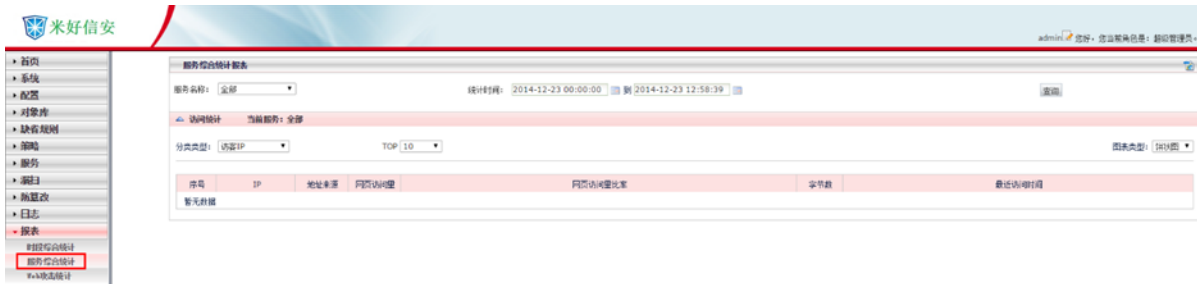 米好信安
admin 您好，您当前角色是：超级管理员
首页
系统
配置
对象库
缺省规则
策略
服务
漏扫
防篡改
日志
报表
时段综合统计
服务综合统计
Web攻击统计
服务综合统计报表
服务名称： 全部 统计时间： 2014-12-23 00:00:00 到 2014-12-23 12:58:39 查询
访问统计 当前服务：全部
分类类型： 访客IP TOP 10 图表类型： 饼状图
序号 IP 地址来源 网页访问量 网页访问量比率 字节数 最近访问时间
暂无数据